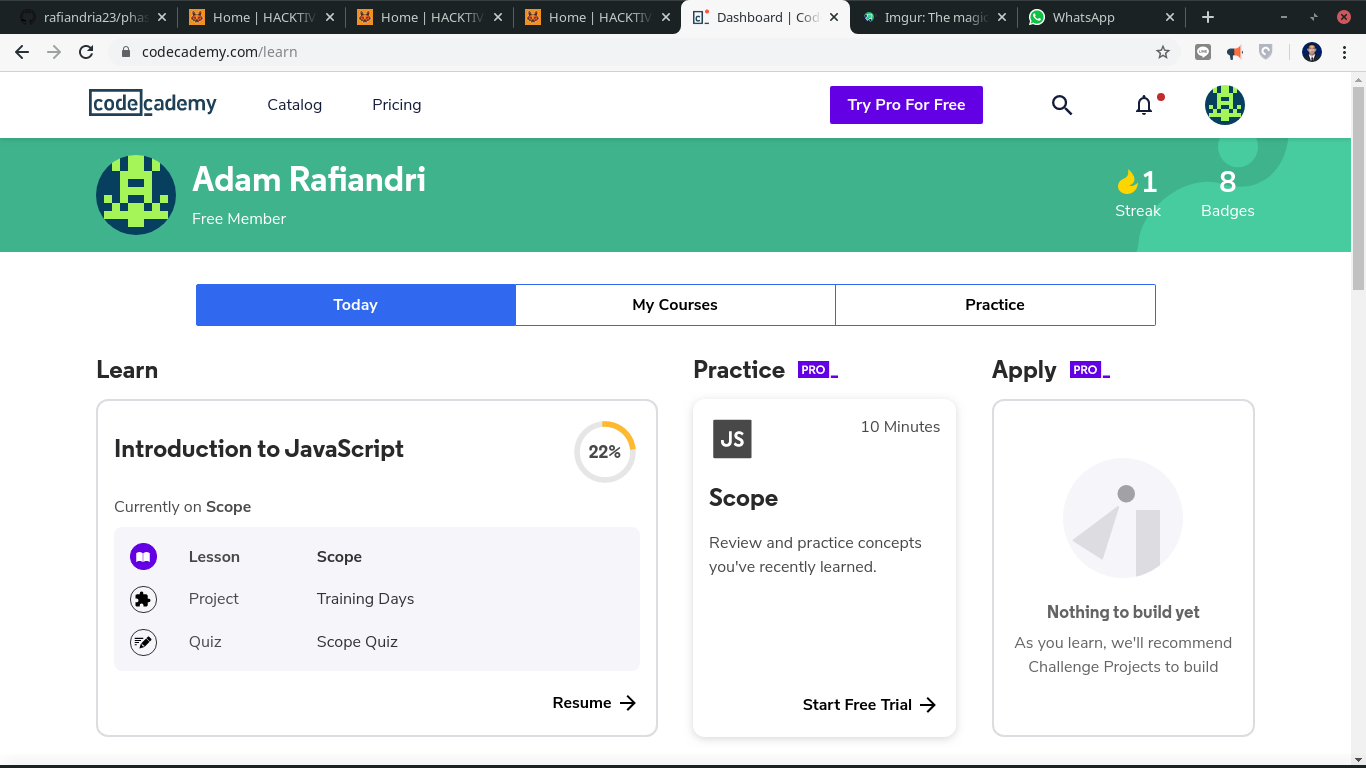 rafiandria23/pha
Home | HACKTIV
Home | HACKTIV
Home | HACKTIV
Dashboard | Cod
Imgur: The magic
WhatsApp
codecademy.com/learn
codecademy
Catalog
Pricing
Try Pro For Free
Adam Rafiandri
Free Member
1
Streak
8
Badges
Today
My Courses
Practice
Learn
Introduction to JavaScript
22%
Currently on Scope
Lesson Scope
Project Training Days
Quiz Scope Quiz
Resume
Practice PRO
JS
10 Minutes
Scope
Review and practice concepts
you've recently learned.
Start Free Trial
Apply PRO
Nothing to build yet
As you learn, we'll recommend
Challenge Projects to build